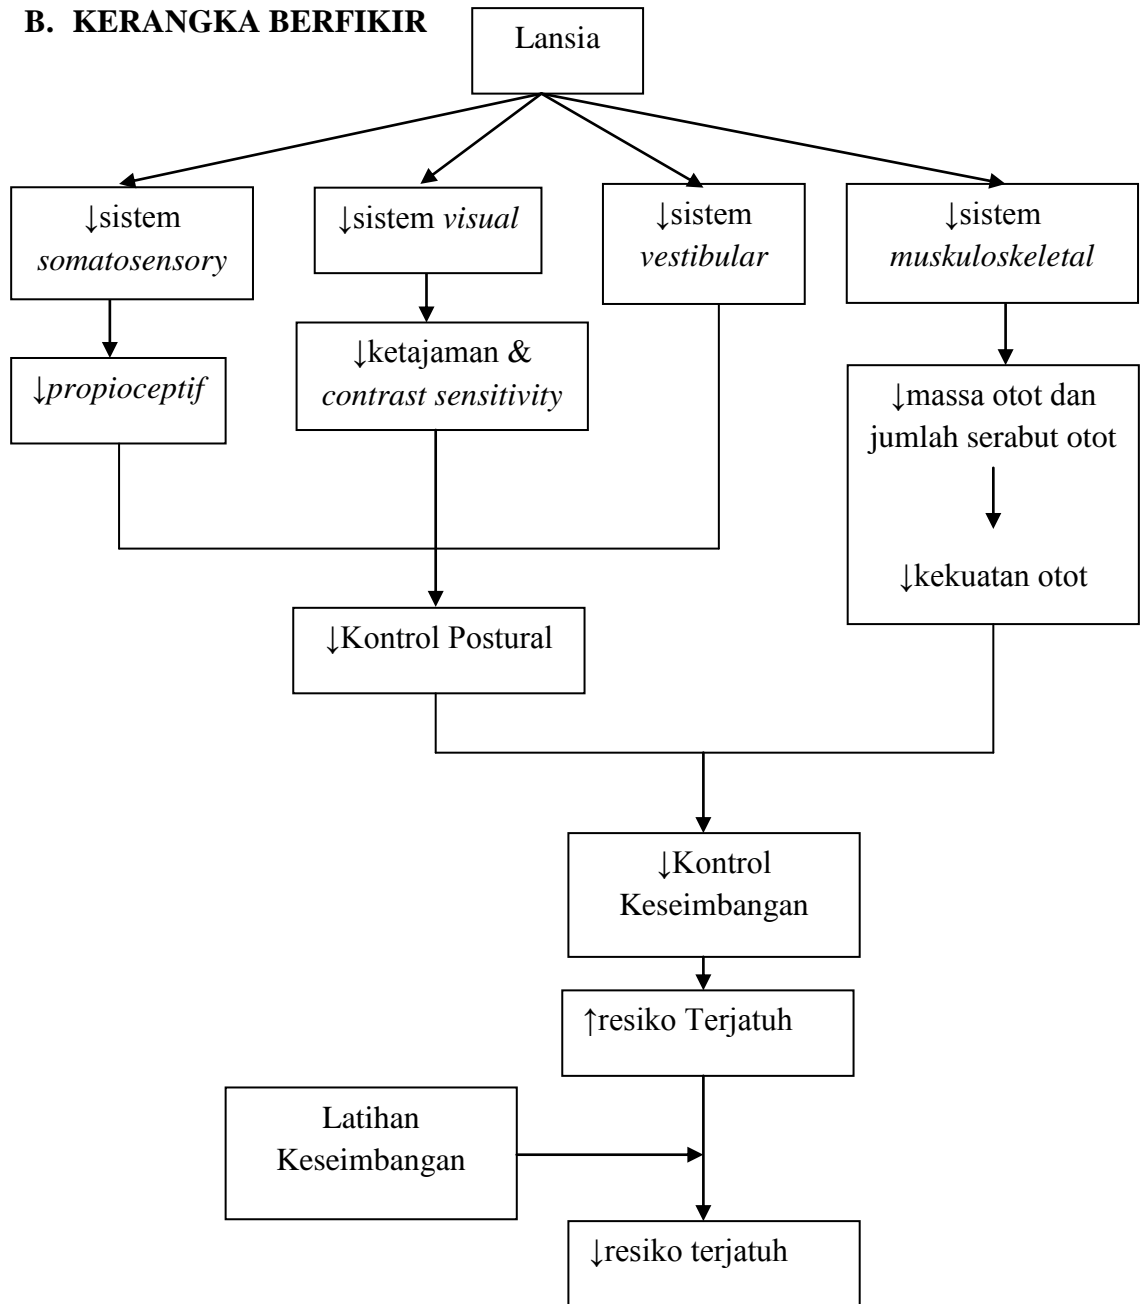 B. KERANGKA BERFIKIR
Lansia
↓sistem
somatosensory
↓sistem visual
↓sistem
vestibular
↓sistem
muskuloskeletal
↓propioceptif
↓ketajaman &
contrast sensitivity
↓massa otot dan
jumlah serabut otot
↓kekuatan otot
↓Kontrol Postural
↓Kontrol
Keseimbangan
↑resiko Terjatuh
Latihan
Keseimbangan
↓resiko terjatuh